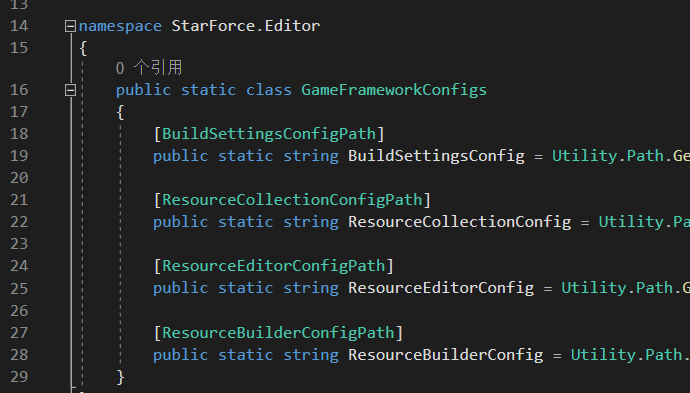 13
14 namespace StarForce.Editor
15 {
0 个引用
16 public static class GameFrameworkConfigs
17 {
18 [BuildSettingsConfigPath]
19 public static string BuildSettingsConfig = Utility.Path.Ge
20
21 [ResourceCollectionConfigPath]
22 public static string ResourceCollectionConfig = Utility.Pa
23
24 [ResourceEditorConfigPath]
25 public static string ResourceEditorConfig = Utility.Path.G
26
27 [ResourceBuilderConfigPath]
28 public static string ResourceBuilderConfig = Utility.Path.
29 }